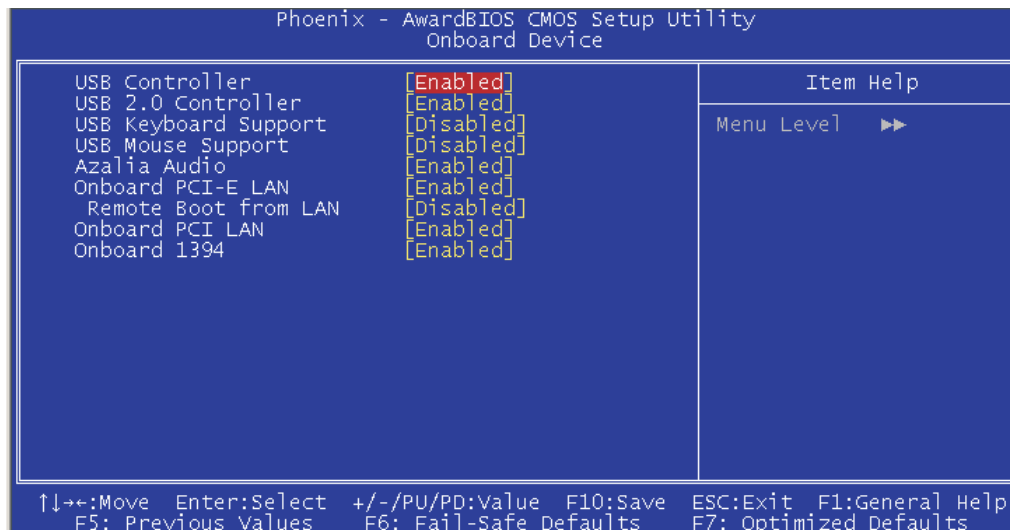 Phoenix - AwardBIOS CMOS Setup Utility
Onboard Device
USB Controller [Enabled]
USB 2.0 Controller [Enabled]
USB Keyboard Support [Disabled]
USB Mouse Support [Disabled]
Azalia Audio [Enabled]
Onboard PCI-E LAN [Enabled]
Remote Boot from LAN [Disabled]
Onboard PCI LAN [Enabled]
Onboard 1394 [Enabled]
Item Help
Menu Level ►►
↑↓→←:Move Enter:Select +/-/PU/PD:Value F10:Save ESC:Exit F1:General Help
F5: Previous Values F6: Fail-Safe Defaults F7: Optimized Defaults